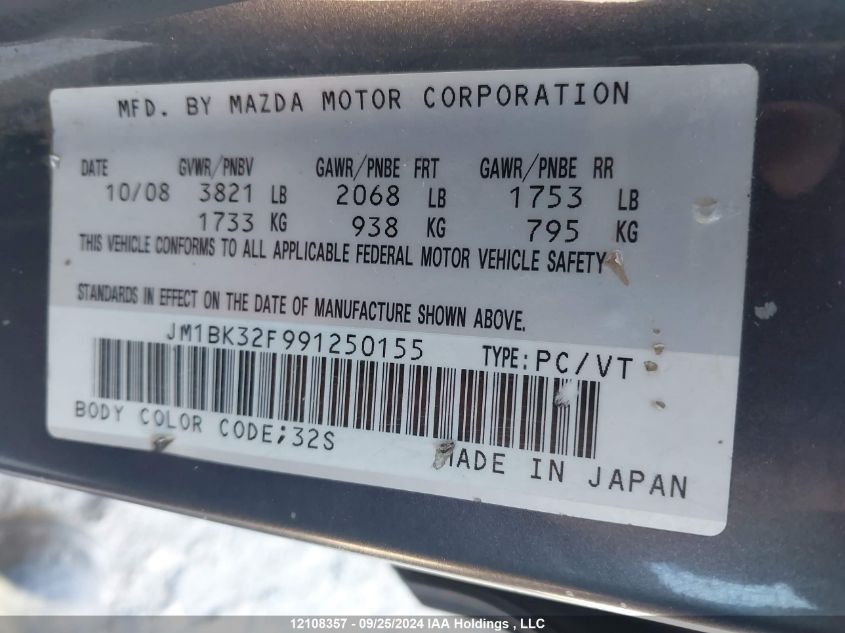 MFD. BY MAZDA MOTOR CORPORATION
DATE GVWR/PNBV GAWR/PNBE FRT GAWR/PNBE RR
10/08 3821 LB 2068 LB 1753 LB
1733 KG 938 KG 795 KG
THIS VEHICLE CONFORMS TO ALL APPLICABLE FEDERAL MOTOR VEHICLE SAFETY
STANDARDS IN EFFECT ON THE DATE OF MANUFACTURE SHOWN ABOVE.
JM1BK32F991250155 TYPE:PC/VT
BODY COLOR CODE;32S
MADE IN JAPAN
12108357 - 09/25/2024 IAA Holdings , LLC